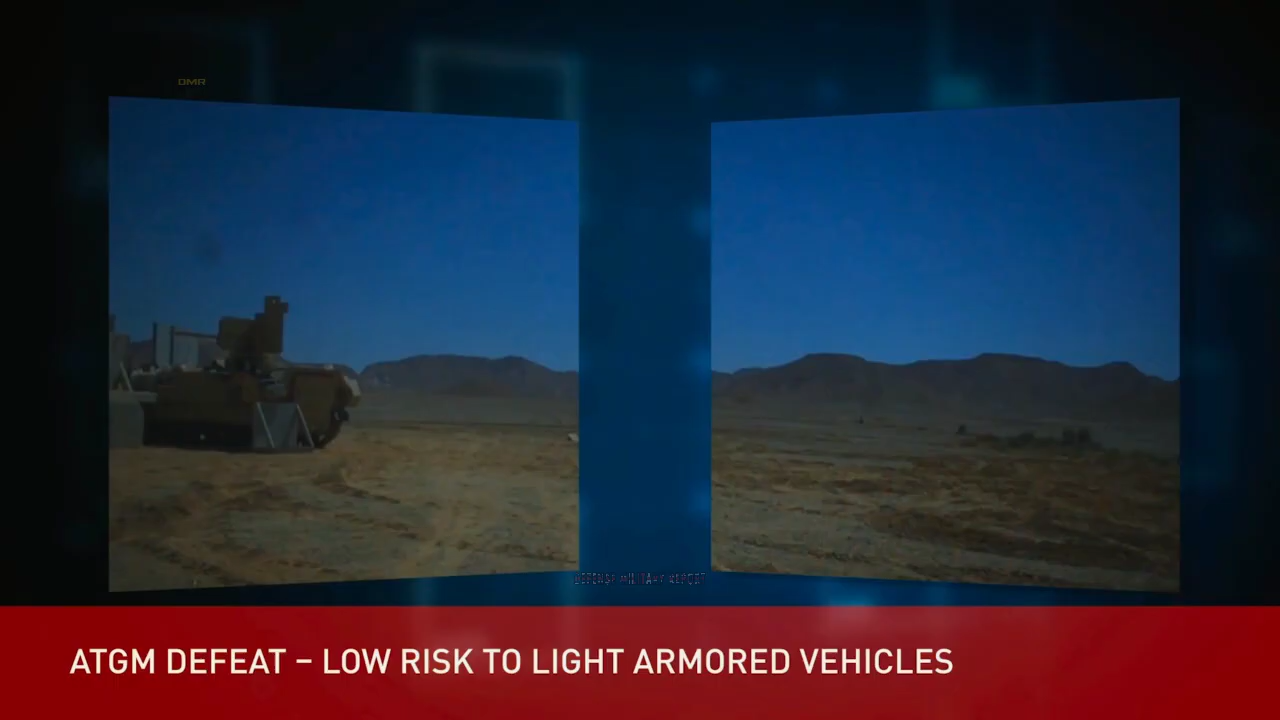 DMR
DEFENSE MILITARY REPORT
ATGM DEFEAT – LOW RISK TO LIGHT ARMORED VEHICLES